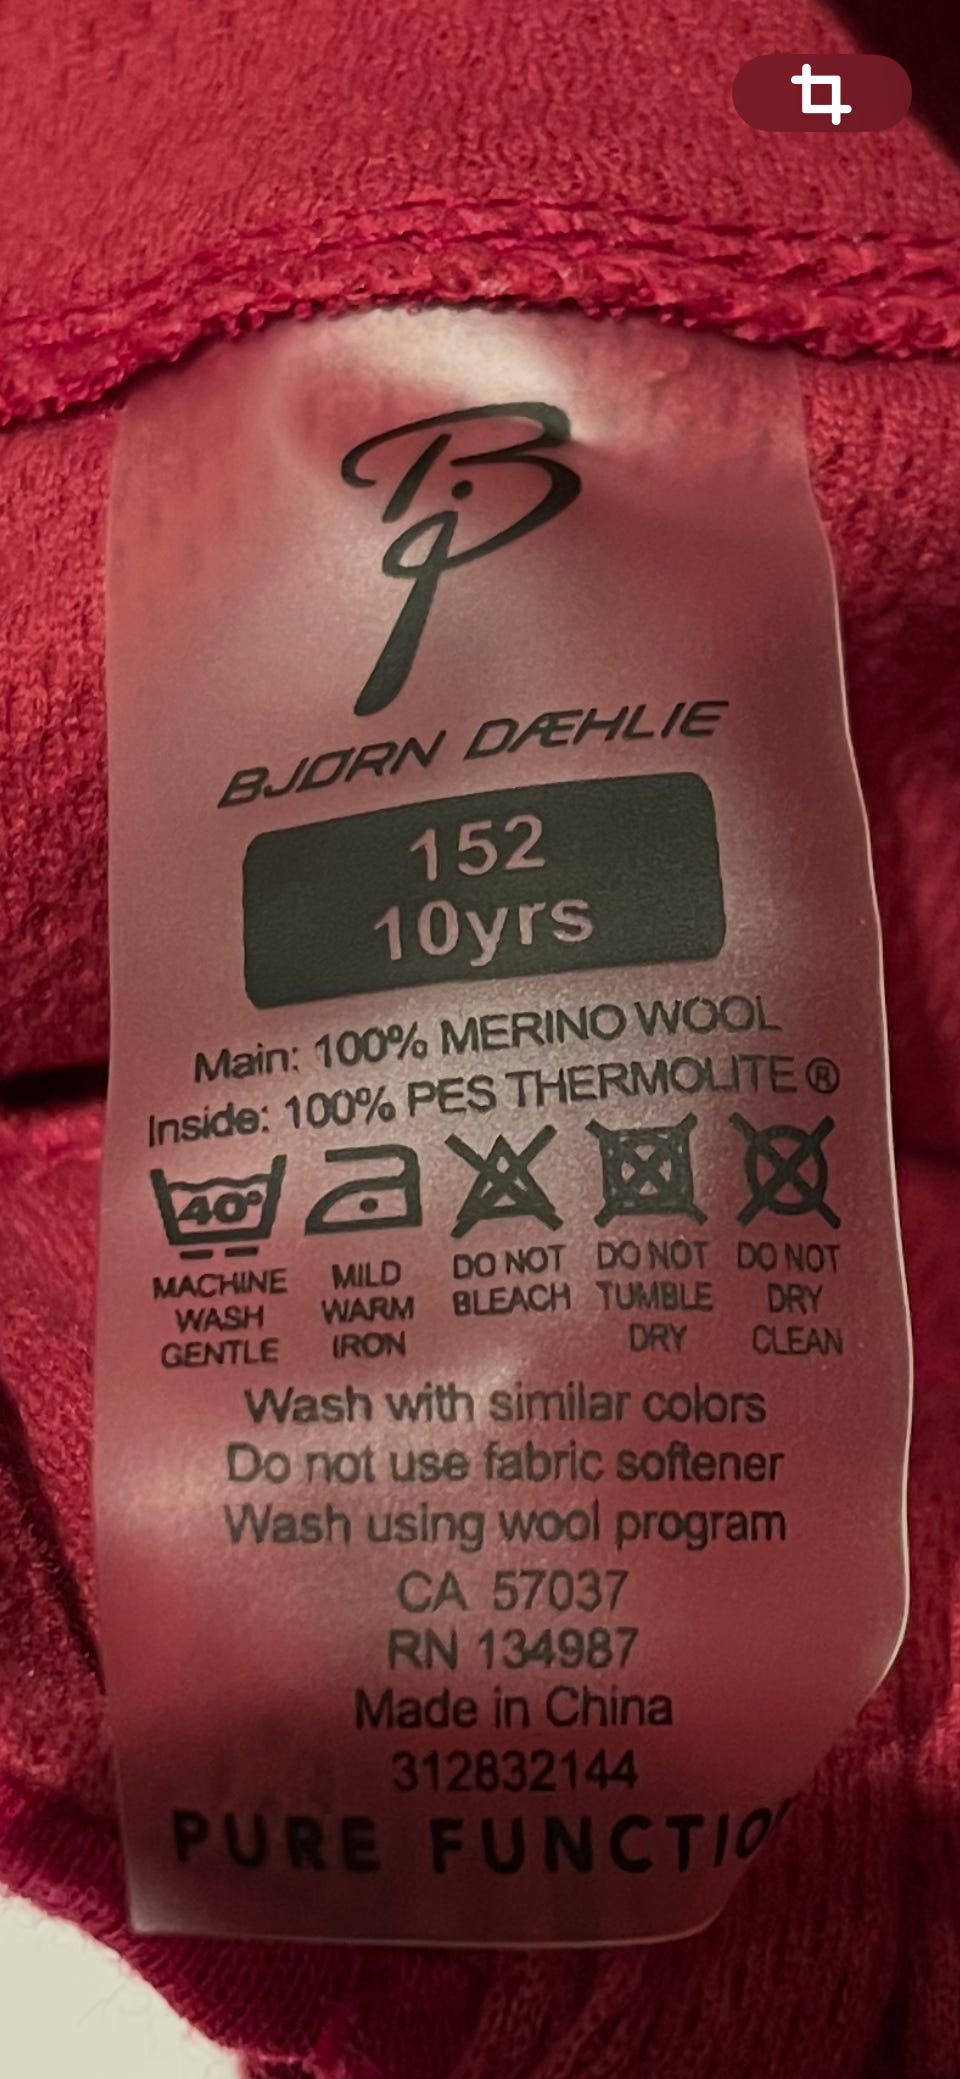 BJØRN DÆHLIE
152
10yrs
Main: 100% MERINO WOOL
Inside: 100% PES THERMOLITE ®
40°
MACHINE WASH GENTLE
MILD WARM IRON
DO NOT BLEACH
DO NOT TUMBLE DRY
DO NOT DRY CLEAN
Wash with similar colors
Do not use fabric softener
Wash using wool program
CA 57037
RN 134987
Made in China
312832144
PURE FUNCTIO